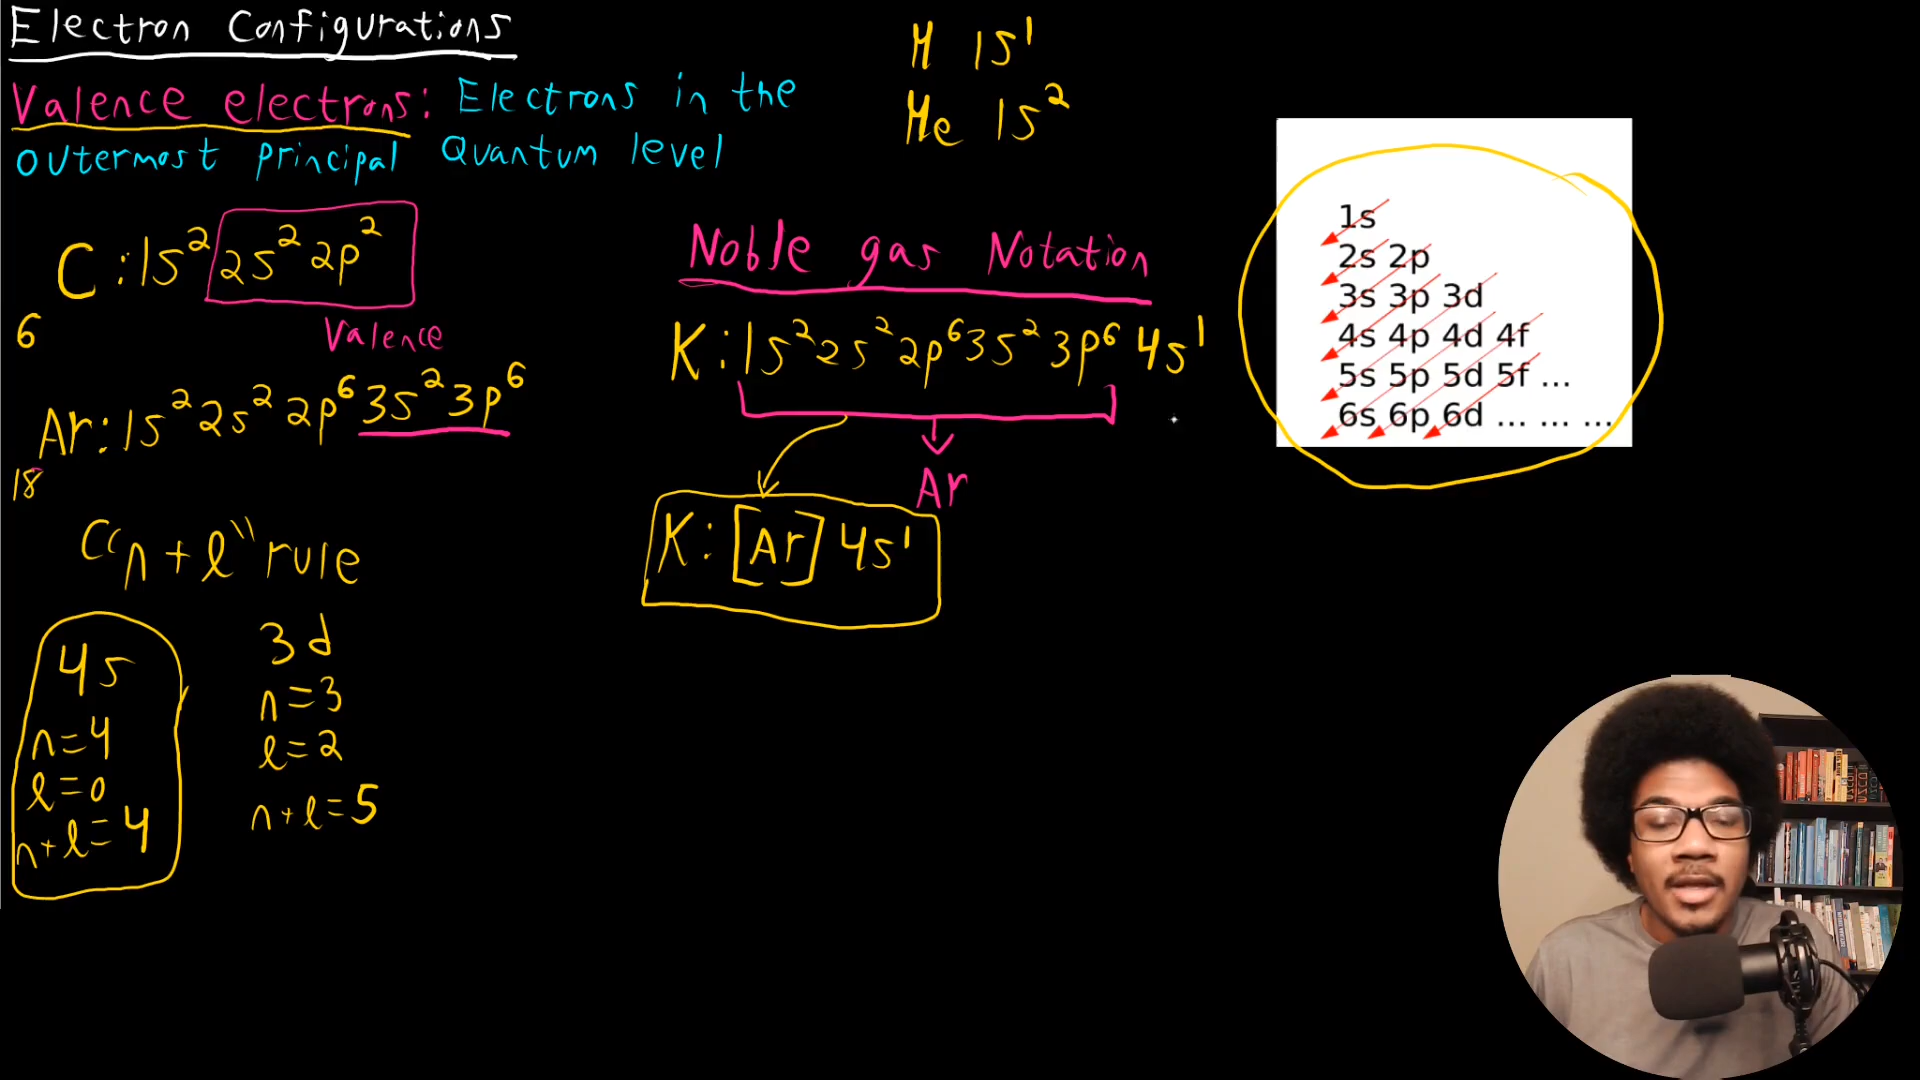 Electron Configurations
Valence electrons: Electrons in the
outermost principal Quantum level
H 1s¹
He 1s²
C: 1s² 2s² 2p²
6
Valence
Ar: 1s² 2s² 2p⁶ 3s² 3p⁶
18
"n + ℓ" rule
4s
n=4
ℓ=0
n+ℓ=4
3d
n=3
ℓ=2
n+ℓ=5
Noble gas Notation
K: 1s² 2s² 2p⁶ 3s² 3p⁶ 4s¹
Ar
K: [Ar] 4s¹
1s
2s 2p
3s 3p 3d
4s 4p 4d 4f
5s 5p 5d 5f ...
6s 6p 6d ... ... ...